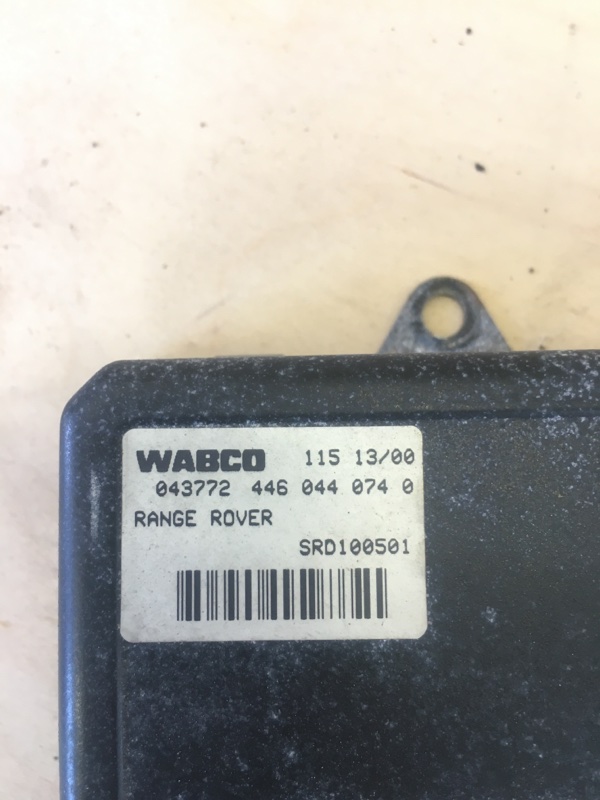 WABCO 115 13/00
043772 446 044 074 0
RANGE ROVER
SRD100501